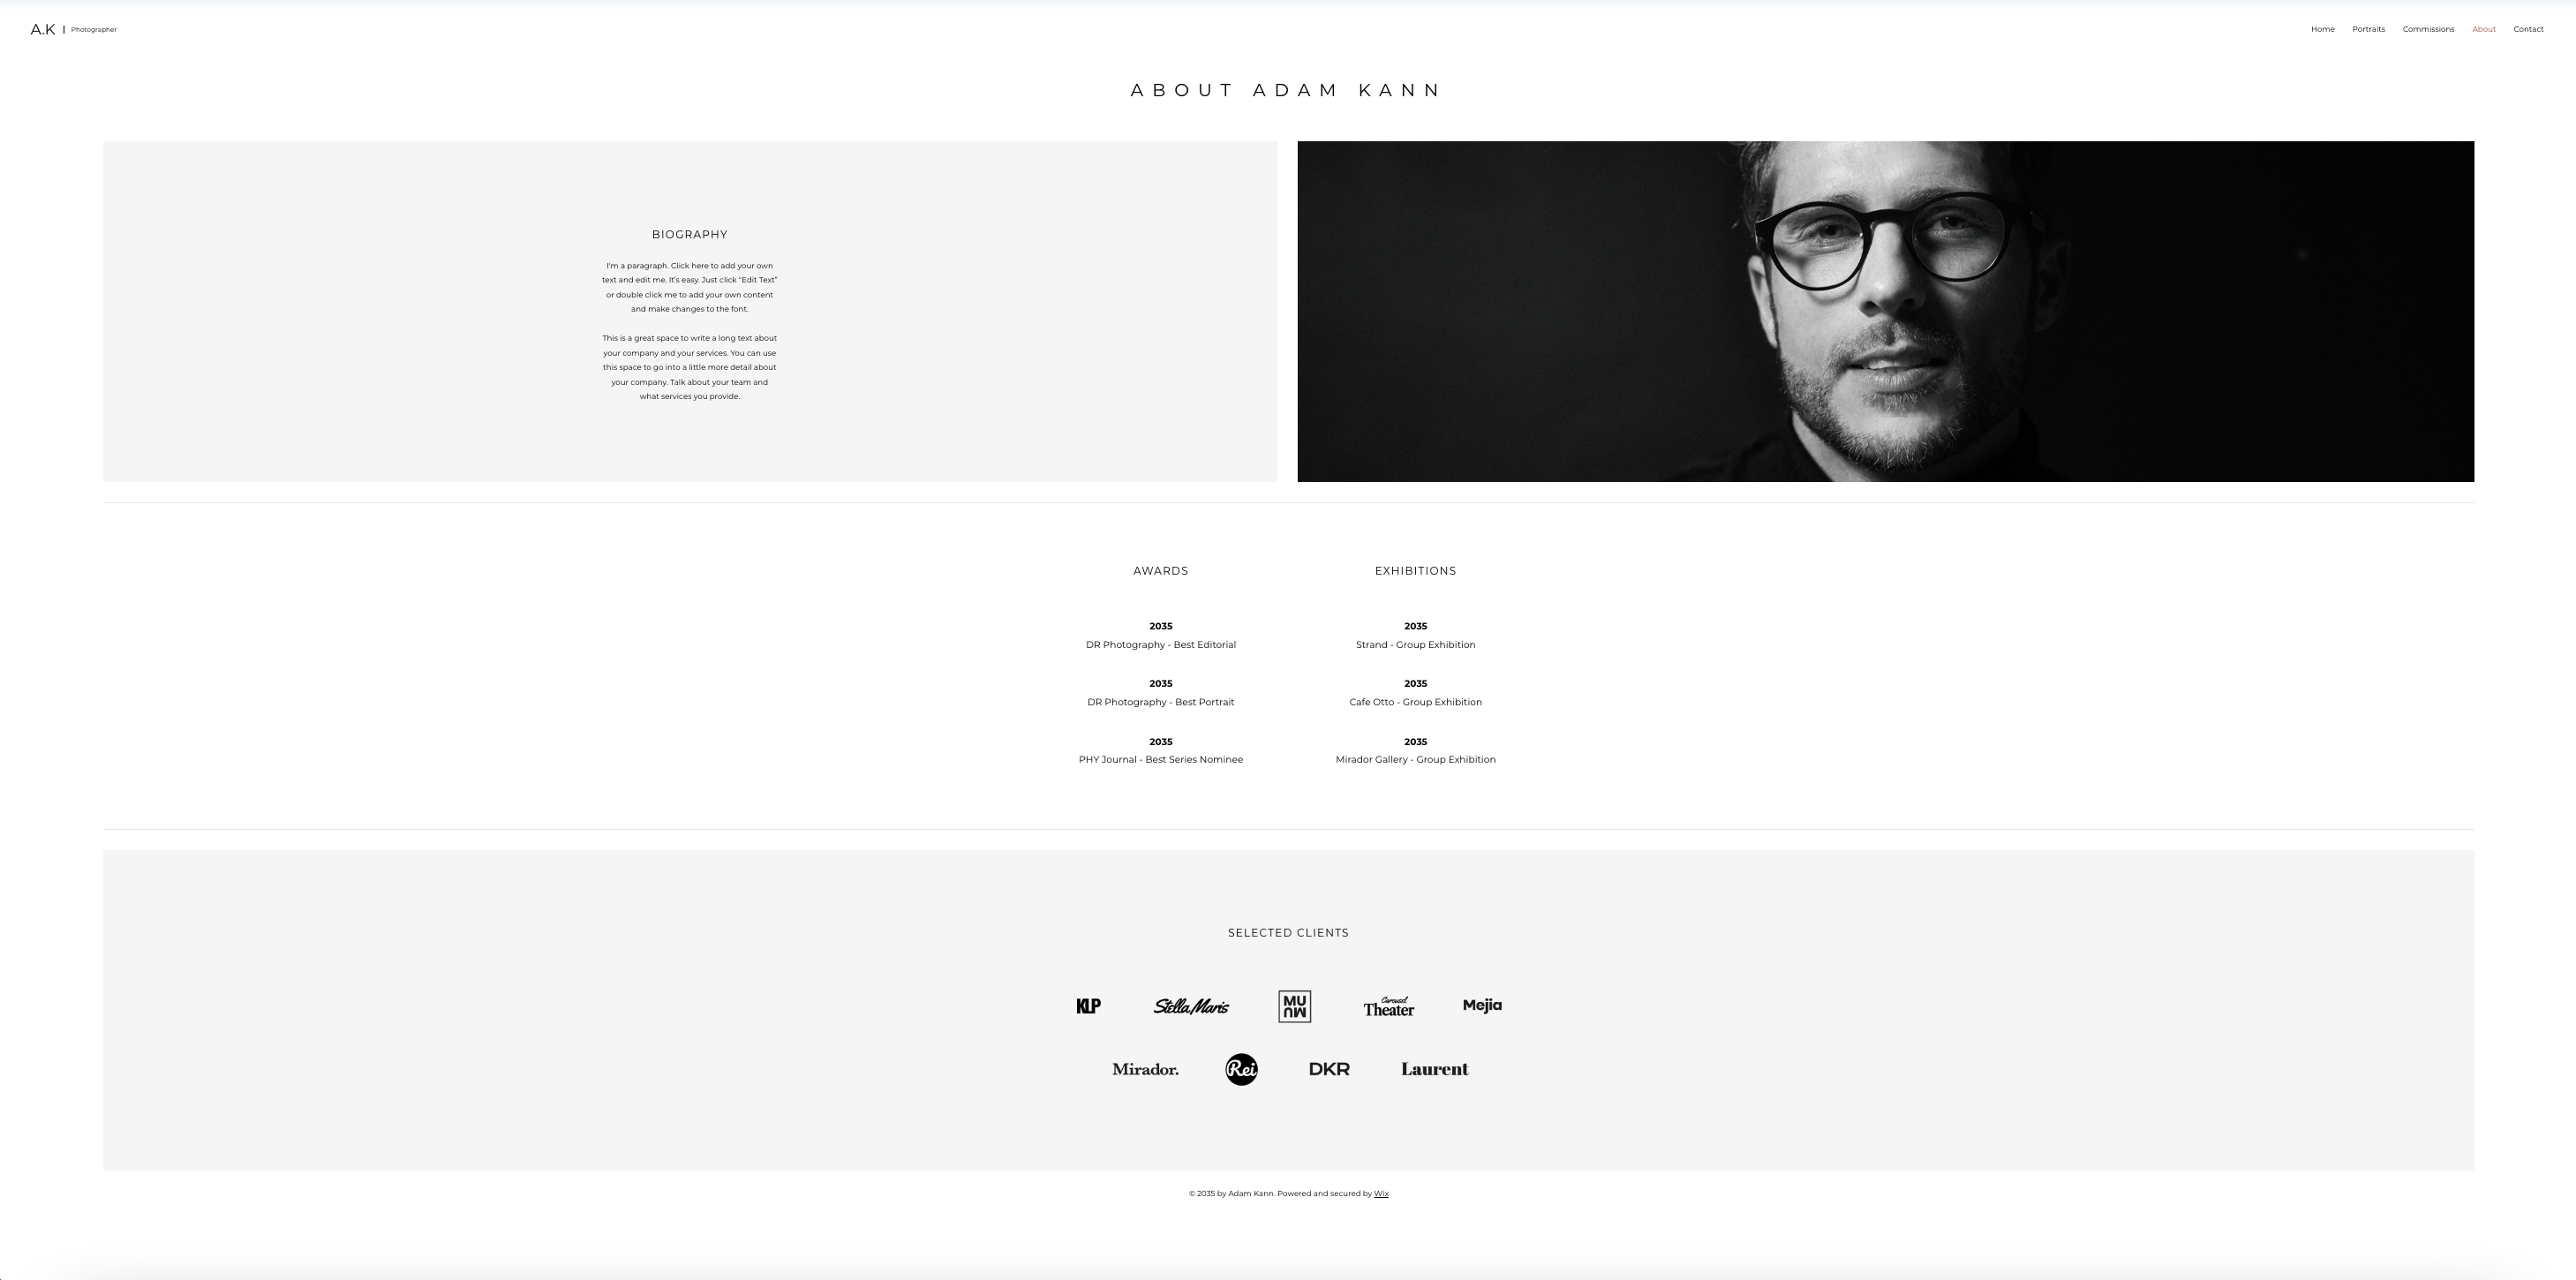 A.K | Photographer
Home Portraits Commissions About Contact
ABOUT ADAM KANN
BIOGRAPHY
I'm a paragraph. Click here to add your own
text and edit me. It's easy. Just click "Edit Text"
or double click me to add your own content
and make changes to the font.
This is a great space to write a long text about
your company and your services. You can use
this space to go into a little more detail about
your company. Talk about your team and
what services you provide.
AWARDS
2035
DR Photography - Best Editorial
2035
DR Photography - Best Portrait
2035
PHY Journal - Best Series Nominee
EXHIBITIONS
2035
Strand - Group Exhibition
2035
Cafe Otto - Group Exhibition
2035
Mirador Gallery - Group Exhibition
SELECTED CLIENTS
KLP
Stella Maris
MU
MU
Carousel
Theater
Mejia
Mirador.
Rei
DKR
Laurent
© 2035 by Adam Kann. Powered and secured by Wix